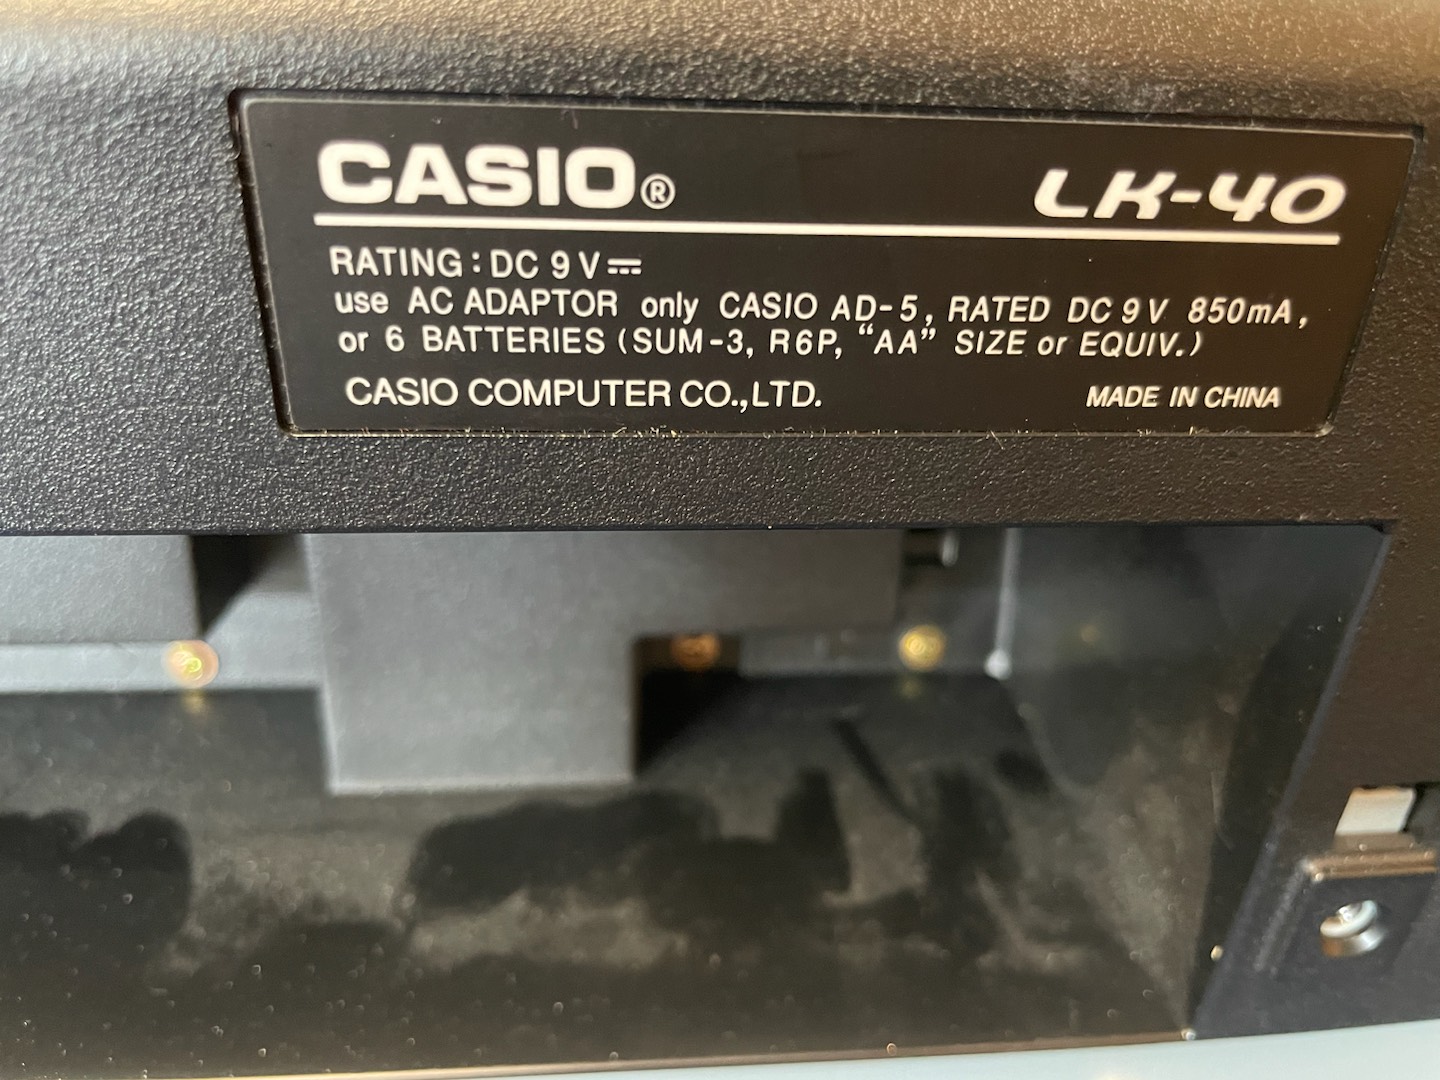 CASIO® LK-40
RATING : DC 9 V⎓
use AC ADAPTOR only CASIO AD-5, RATED DC 9 V 850mA,
or 6 BATTERIES (SUM-3, R6P, “AA” SIZE or EQUIV.)
CASIO COMPUTER CO.,LTD. MADE IN CHINA